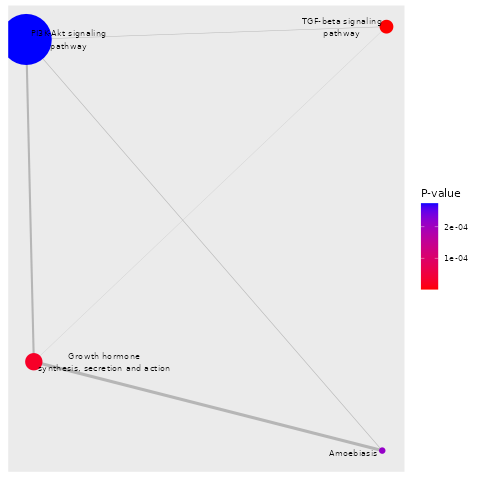 Akt signaling
pathway
TGF-beta signaling
pathway
P-value
2e-04
1e-04
Growth hormone
synthesis, secretion and action
Amoebiasis